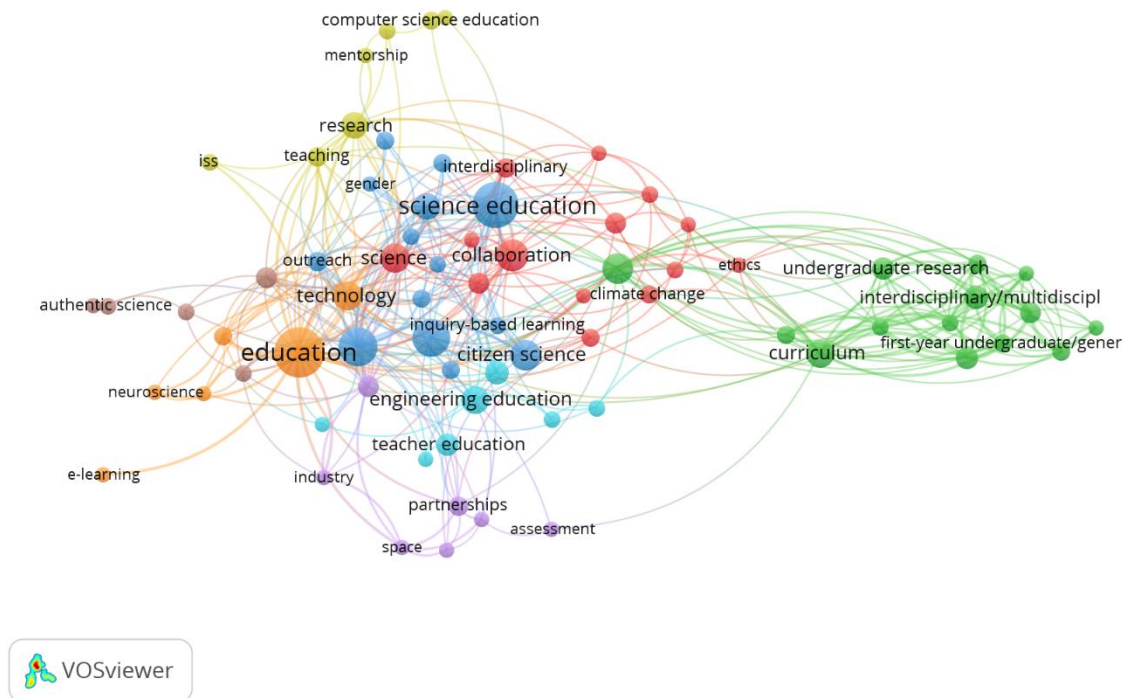 computer science education
mentorship
research
teaching
iss
interdisciplinary
gender
science education
outreach
science
collaboration
ethics
undergraduate research
technology
climate change
interdisciplinary/multidiscipl
authentic science
inquiry-based learning
first-year undergraduate/gener
education
citizen science
curriculum
neuroscience
engineering education
teacher education
e-learning
industry
partnerships
assessment
space
VOSviewer